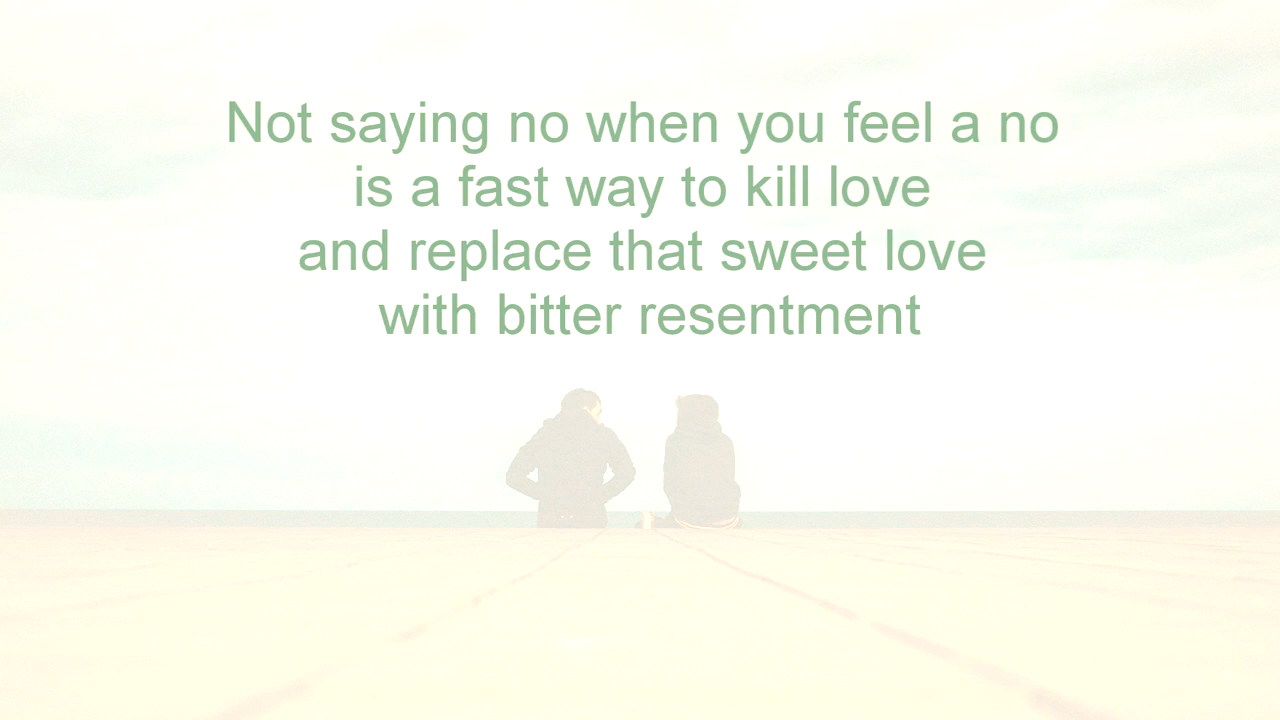 Not saying no when you feel a no
is a fast way to kill love
and replace that sweet love
with bitter resentment